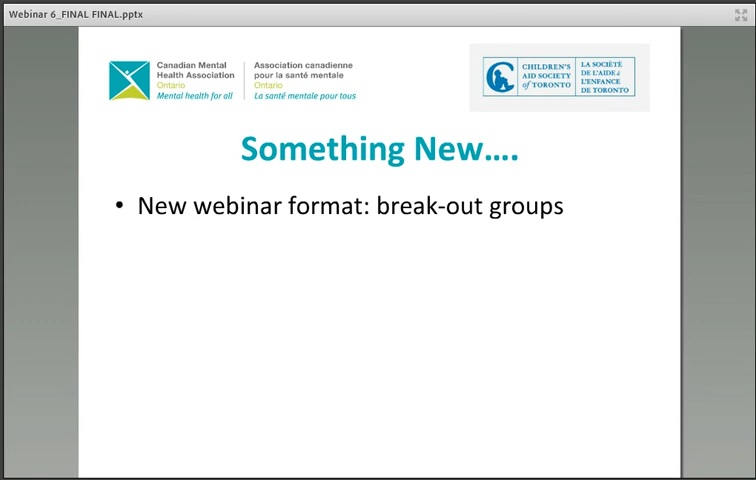 Webinar 6_FINAL FINAL.pptx
Canadian Mental
Health Association
Ontario
Mental health for all
Association canadienne
pour la santé mentale
Ontario
La santé mentale pour tous
CHILDREN'S
AID SOCIETY
of TORONTO
LA SOCIÉTÉ
DE L'AIDE À
L'ENFANCE
DE TORONTO
Something New....
• New webinar format: break-out groups